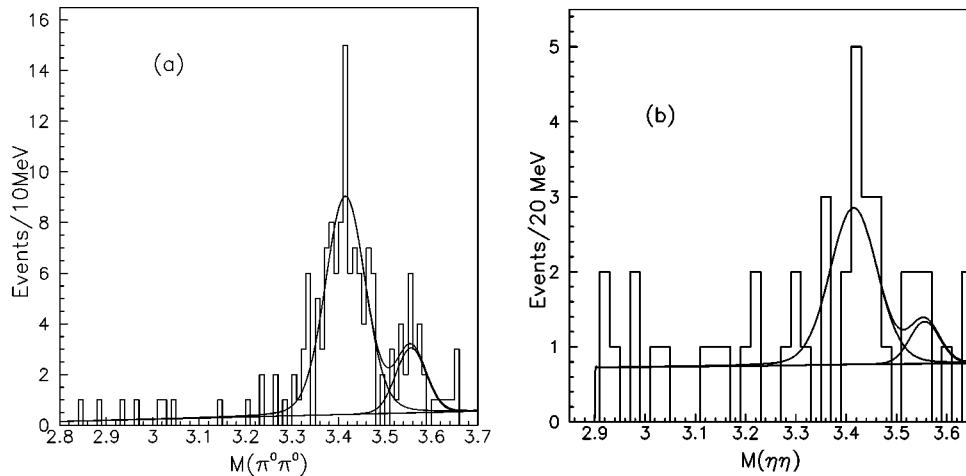 16
14
12
10
8
6
4
2
0
Events/10MeV
(a)
2.8 2.9 3 3.1 3.2 3.3 3.4 3.5 3.6 3.7
M(π⁰π⁰)
5
4
3
2
1
0
Events/20 MeV
(b)
2.9 3 3.1 3.2 3.3 3.4 3.5 3.6
M(ηη)